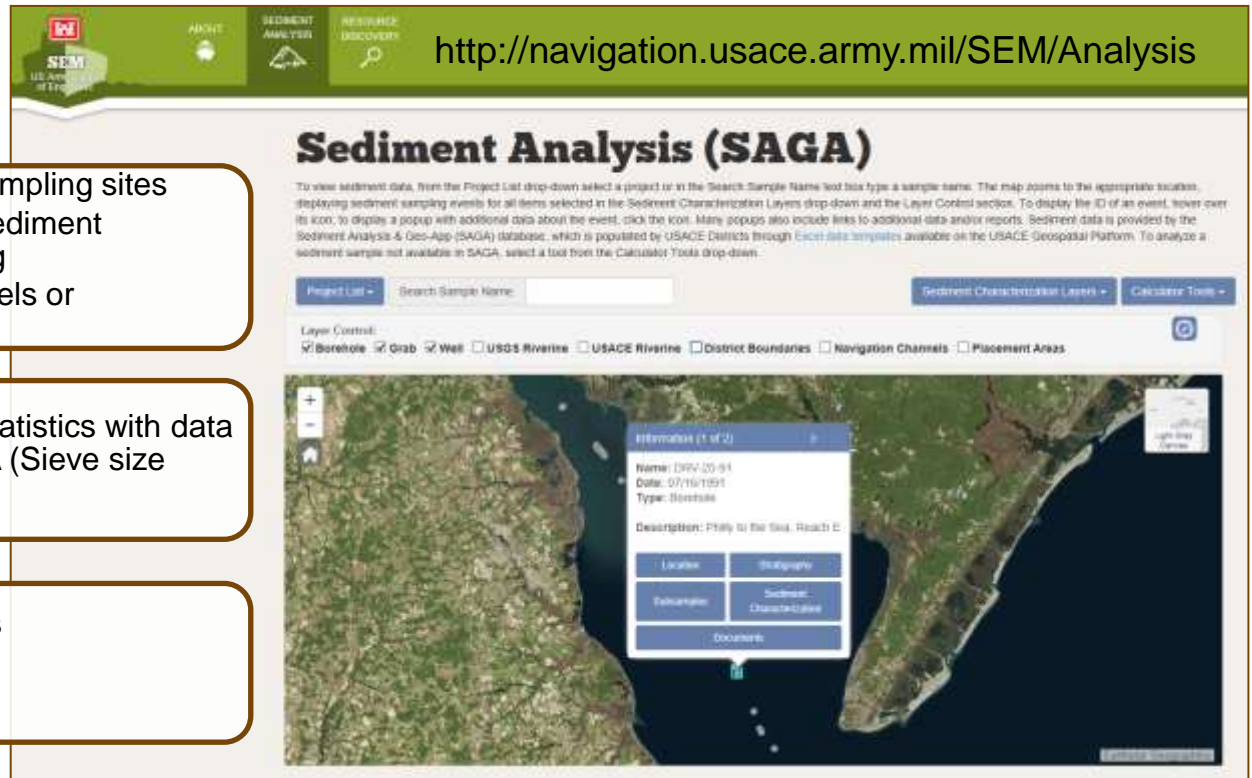 SEM
ABOUT
SEDIMENT
ANALYSIS
RESOURCE
DISCOVERY
http://navigation.usace.army.mil/SEM/Analysis
mpling sites
ediment
g
els or
atistics with data
(Sieve size
s
Sediment Analysis (SAGA)
To view sediment data, from the Project List drop-down select a project or in the Search Sample Name text box type a sample name. The map zooms to the appropriate location,
displaying sediment sampling events for all items selected in the Sediment Characterization Layers drop-down and the Layer Control section. To display the ID of an event, hover over
its icon; to display a popup with additional data about the event, click the icon. Many popups also include links to additional data and/or reports. Sediment data is provided by the
Sediment Analysis & Geo-App (SAGA) database, which is populated by USACE Districts through Excel data templates available on the USACE Geospatial Platform. To analyze a
sediment sample not available in SAGA, select a tool from the Calculator Tools drop-down.
Project List
Search Sample Name
Sediment Characterization Layers
Calculator Tools
Layer Control:
Borehole Grab Well USGS Riverine USACE Riverine District Boundaries Navigation Channels Placement Areas
+
-
Light Gray
Canvas
Information (1 of 2)
Name: DRV-20-91
Date: 07/16/1991
Type: Borehole
Description: Philly to the Sea, Reach E
Location
Stratigraphy
Subsamples
Sediment
Characterization
Documents
Earthstar Geographics